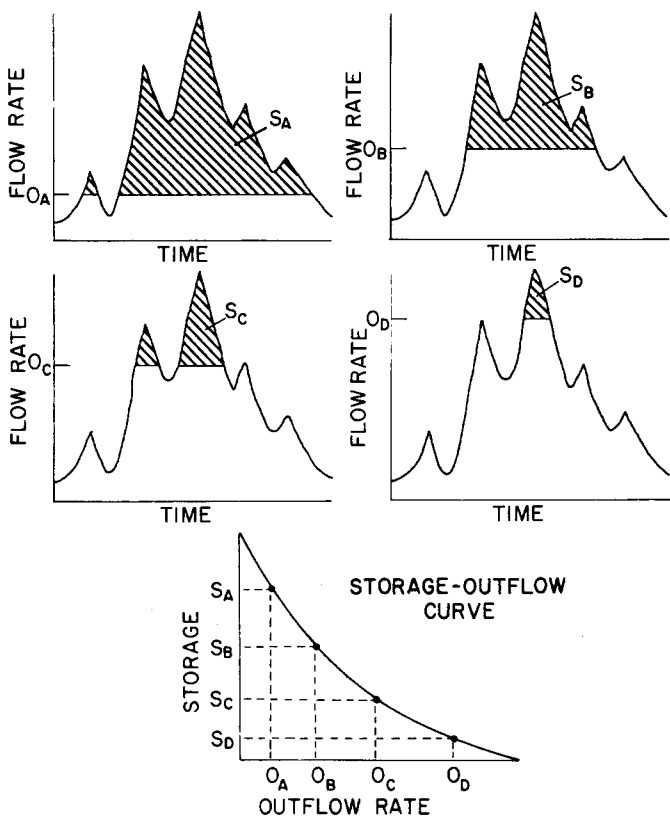 FLOW RATE
O_A
S_A
TIME
FLOW RATE
O_B
S_B
TIME
FLOW RATE
O_C
S_C
TIME
FLOW RATE
O_D
S_D
TIME
STORAGE-OUTFLOW
CURVE
STORAGE
S_A
S_B
S_C
S_D
O_A O_B O_C O_D
OUTFLOW RATE